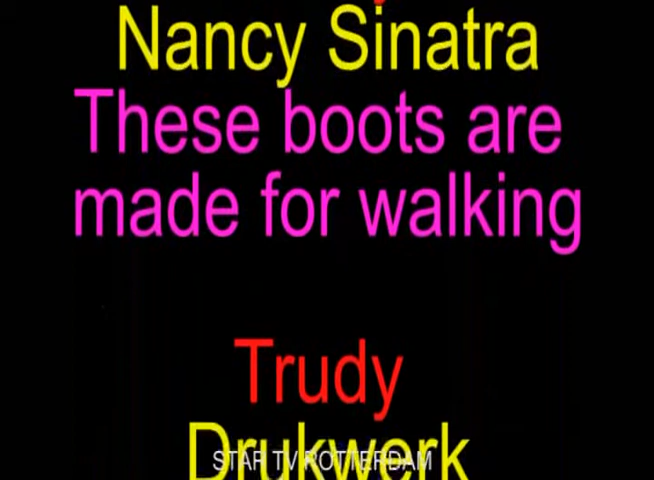 Nancy Sinatra
These boots are
made for walking
Trudy
Drukwerk
STAR TV ROTTERDAM